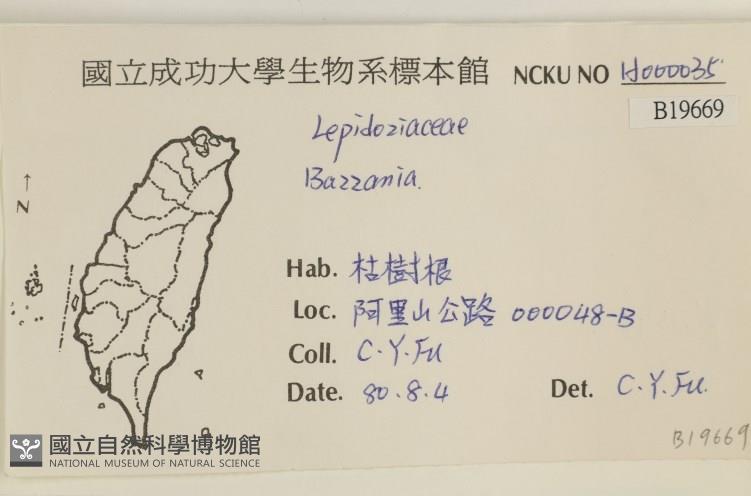 國立成功大學生物系標本館 NCKU NO H000035
B19669
Lepidoziaceae
Bazzania.
N
Hab. 枯樹根
Loc. 阿里山公路 000048-B
Coll. C.Y.Fu
Date. 80.8.4 Det. C.Y.Fu.
B19669
國立自然科學博物館
NATIONAL MUSEUM OF NATURAL SCIENCE